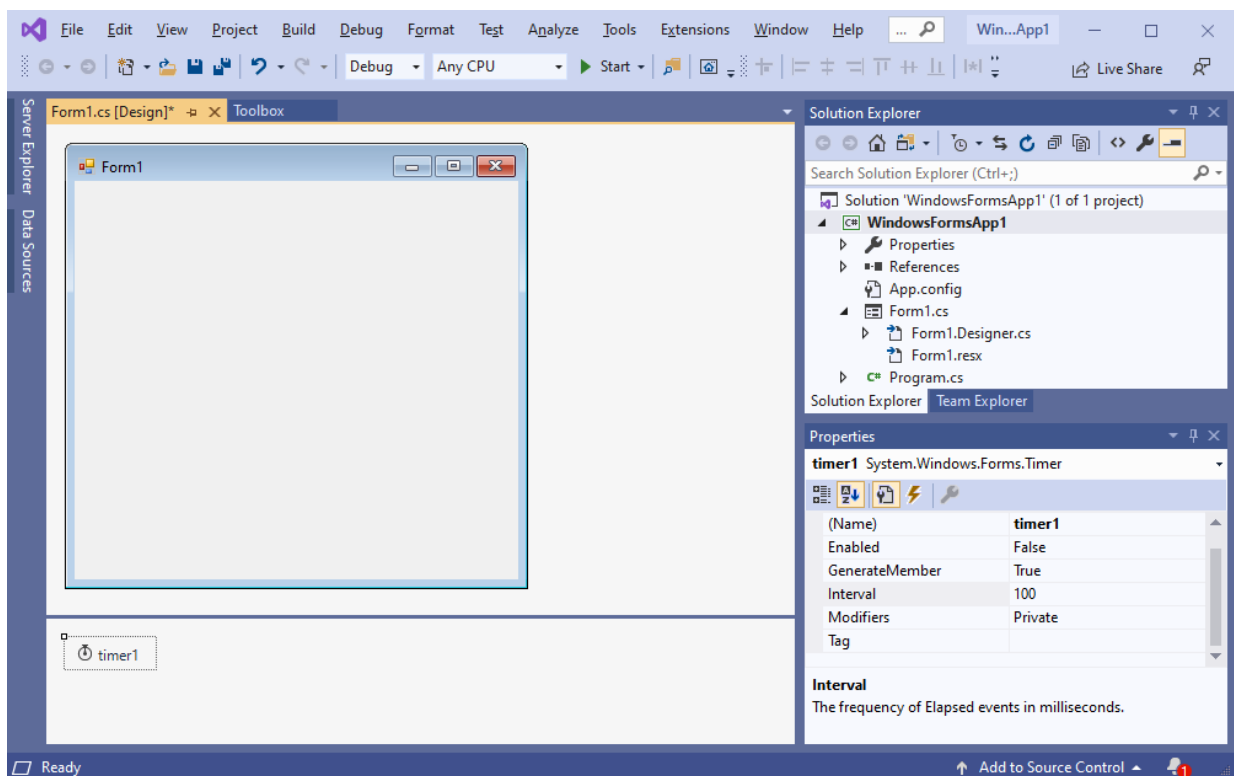 File Edit View Project Build Debug Format Test Analyze Tools Extensions Window Help ... Win...App1
Debug Any CPU Start Live Share
Server Explorer
Data Sources
Form1.cs [Design]* Toolbox
Form1
timer1
Solution Explorer
Search Solution Explorer (Ctrl+;)
Solution 'WindowsFormsApp1' (1 of 1 project)
C# WindowsFormsApp1
Properties
References
App.config
Form1.cs
Form1.Designer.cs
Form1.resx
C# Program.cs
Solution Explorer Team Explorer
Properties
timer1 System.Windows.Forms.Timer
(Name) timer1
Enabled False
GenerateMember True
Interval 100
Modifiers Private
Tag
Interval
The frequency of Elapsed events in milliseconds.
Ready Add to Source Control 1